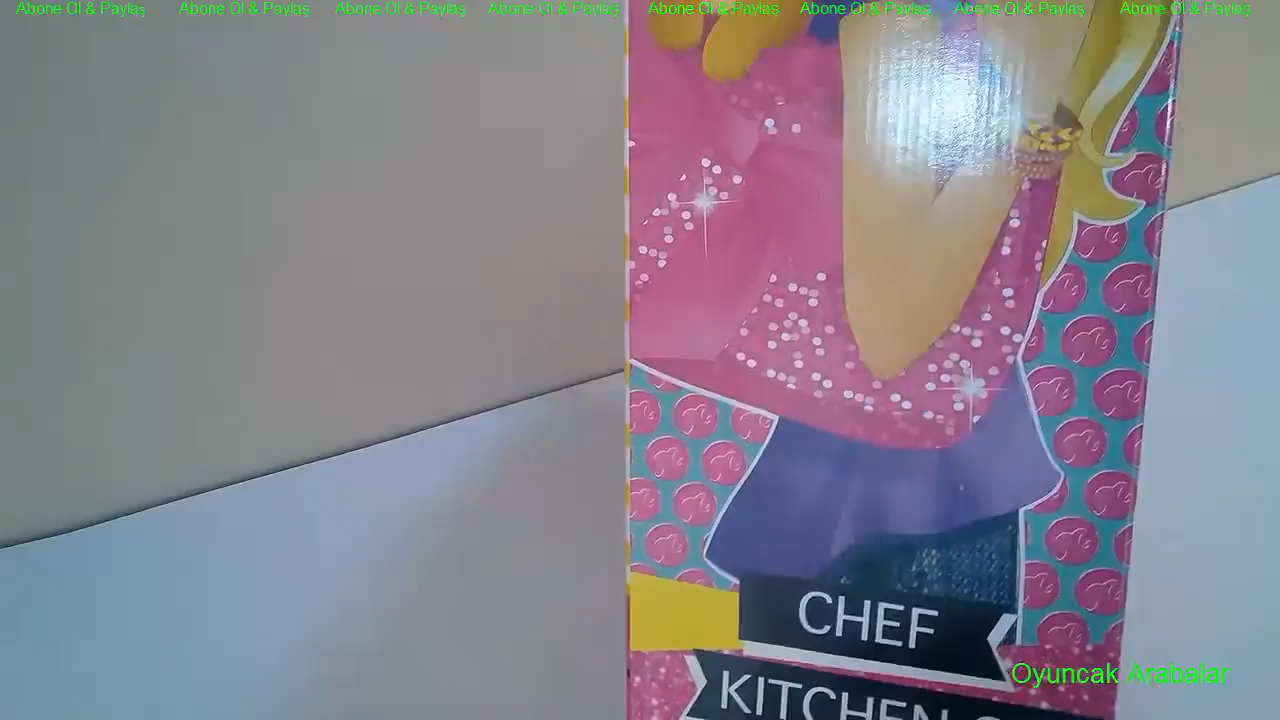 Abone Ol & Paylaş Abone Ol & Paylaş Abone Ol & Paylaş Abone Ol & Paylaş Abone Ol & Paylaş Abone Ol & Paylaş Abone Ol & Paylaş Abone Ol & Paylaş
CHEF
Oyuncak Arabalar
KITCHEN